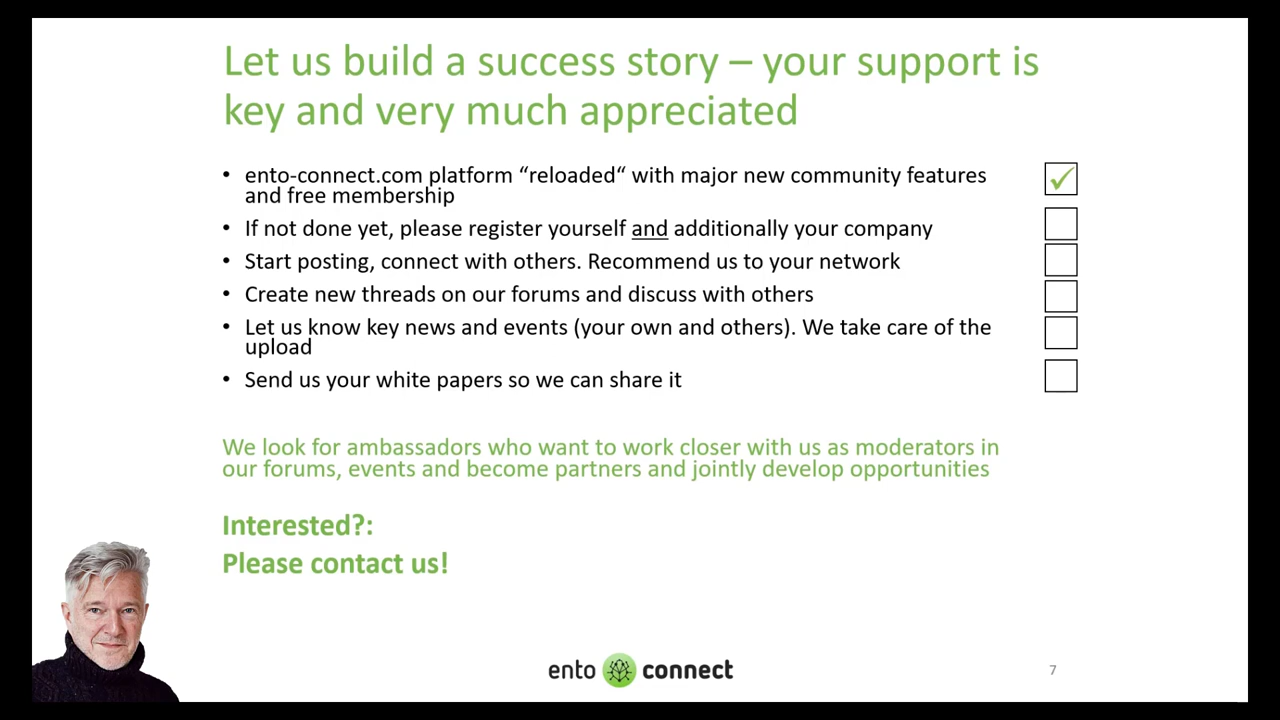 Let us build a success story – your support is
key and very much appreciated
• ento-connect.com platform “reloaded“ with major new community features
and free membership
• If not done yet, please register yourself and additionally your company
• Start posting, connect with others. Recommend us to your network
• Create new threads on our forums and discuss with others
• Let us know key news and events (your own and others). We take care of the
upload
• Send us your white papers so we can share it
We look for ambassadors who want to work closer with us as moderators in
our forums, events and become partners and jointly develop opportunities
Interested?:
Please contact us!
ento connect
7